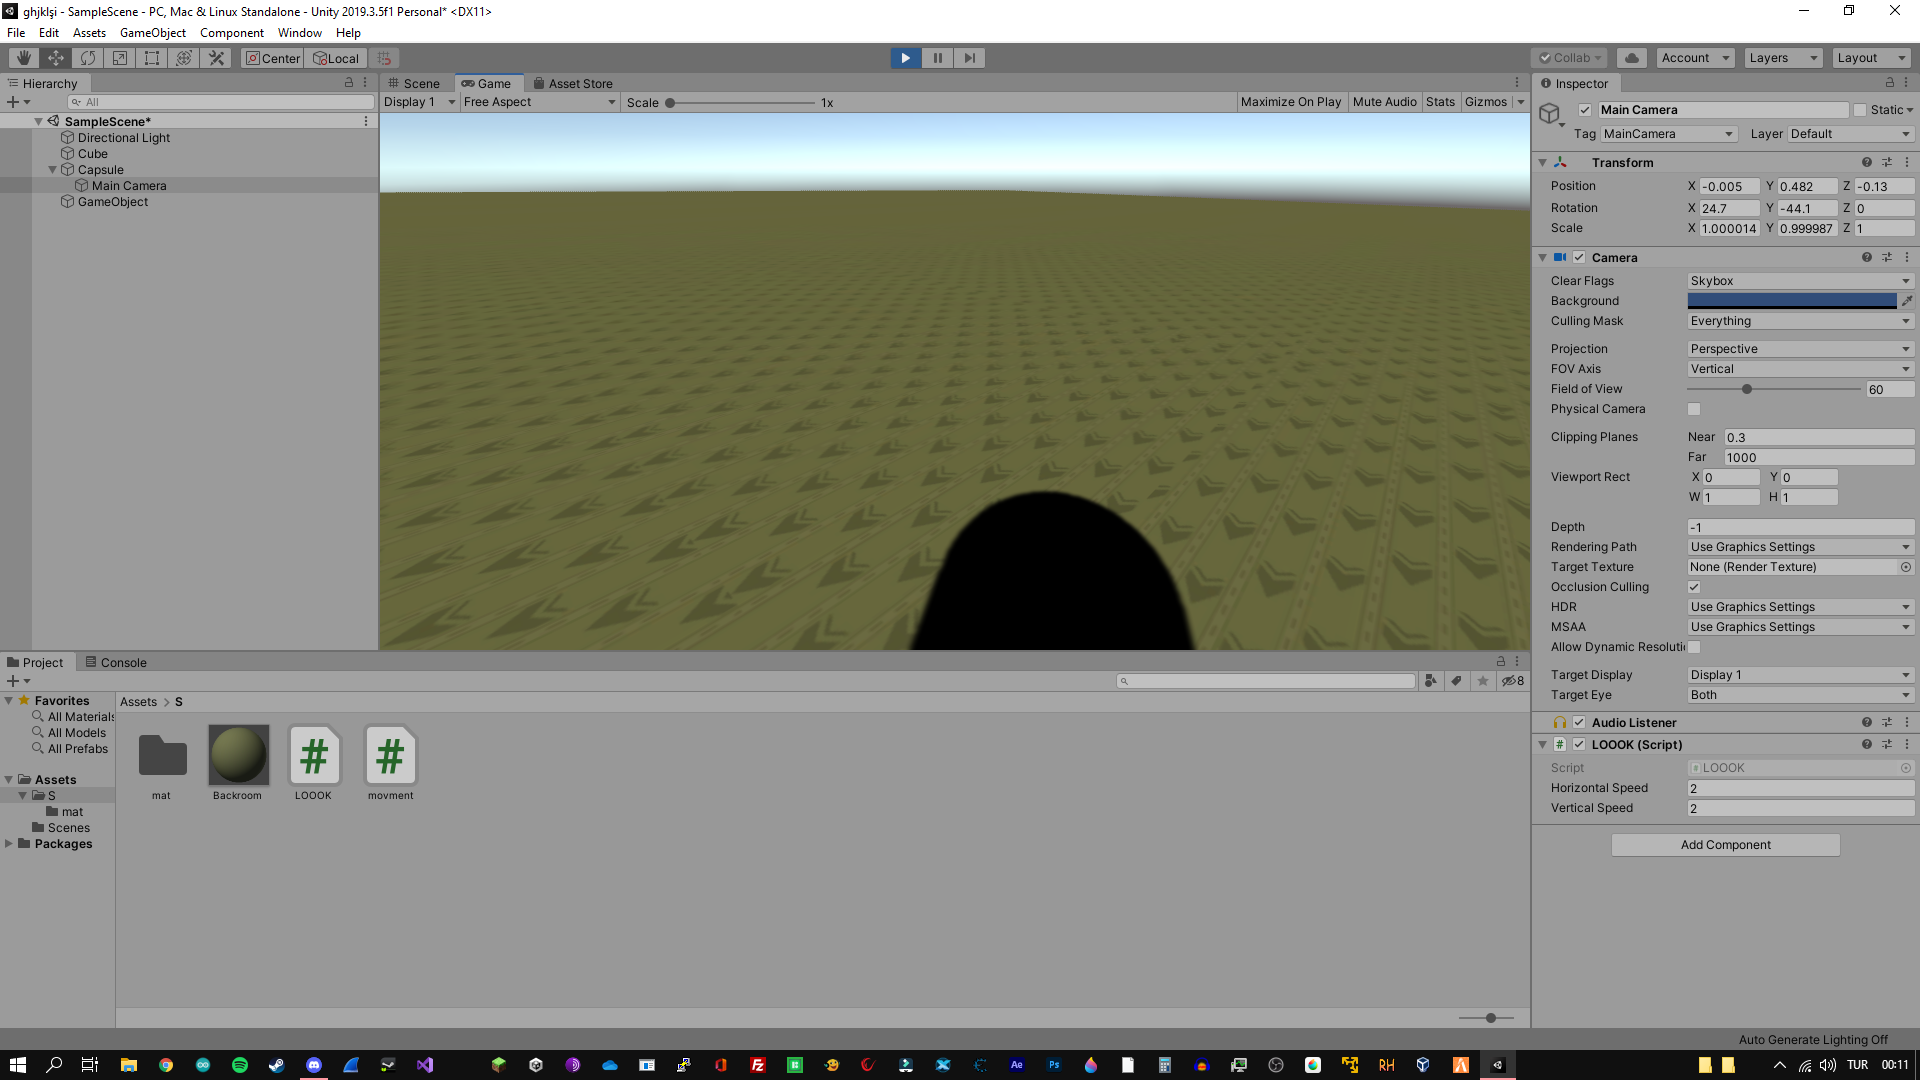 ghjklşi - SampleScene - PC, Mac & Linux Standalone - Unity 2019.3.5f1 Personal* <DX11>
File Edit Assets GameObject Component Window Help
Center Local Collab Account Layers Layout
Hierarchy
All
SampleScene*
Directional Light
Cube
Capsule
Main Camera
GameObject
Scene Game Asset Store
Display 1 Free Aspect Scale 1x Maximize On Play Mute Audio Stats Gizmos
Inspector
Main Camera Static
Tag MainCamera Layer Default
Transform
Position X -0.005 Y 0.482 Z -0.13
Rotation X 24.7 Y -44.1 Z 0
Scale X 1.000014 Y 0.999987 Z 1
Camera
Clear Flags Skybox
Background
Culling Mask Everything
Projection Perspective
FOV Axis Vertical
Field of View 60
Physical Camera
Clipping Planes Near 0.3
Far 1000
Viewport Rect X 0 Y 0
W 1 H 1
Depth -1
Rendering Path Use Graphics Settings
Target Texture None (Render Texture)
Occlusion Culling
HDR Use Graphics Settings
MSAA Use Graphics Settings
Allow Dynamic Resoluti
Target Display Display 1
Target Eye Both
Audio Listener
# LOOOK (Script)
Script LOOOK
Horizontal Speed 2
Vertical Speed 2
Add Component
Project Console
8
Favorites
All Materials
All Models
All Prefabs
Assets
S
mat
Scenes
Packages
Assets > S
# #
mat Backroom LOOOK movment
Auto Generate Lighting Off
Fz Ae Ps RH TUR 00:11